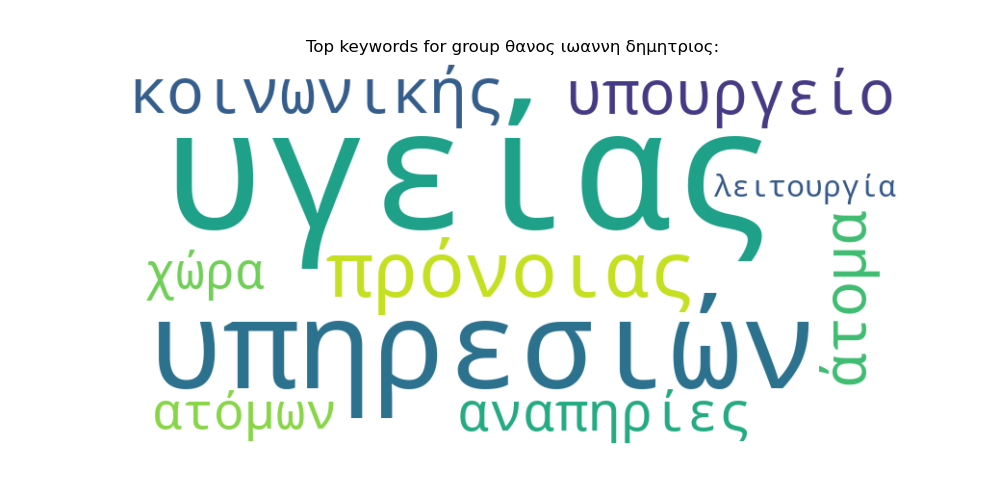 Top keywords for group θανος ιωαννη δημητριος:
κοινωνικής
υπουργείο
υγείας
λειτουργία
άτομα
χώρα
πρόνοιας
υπηρεσιών
ατόμων
αναπηρίες